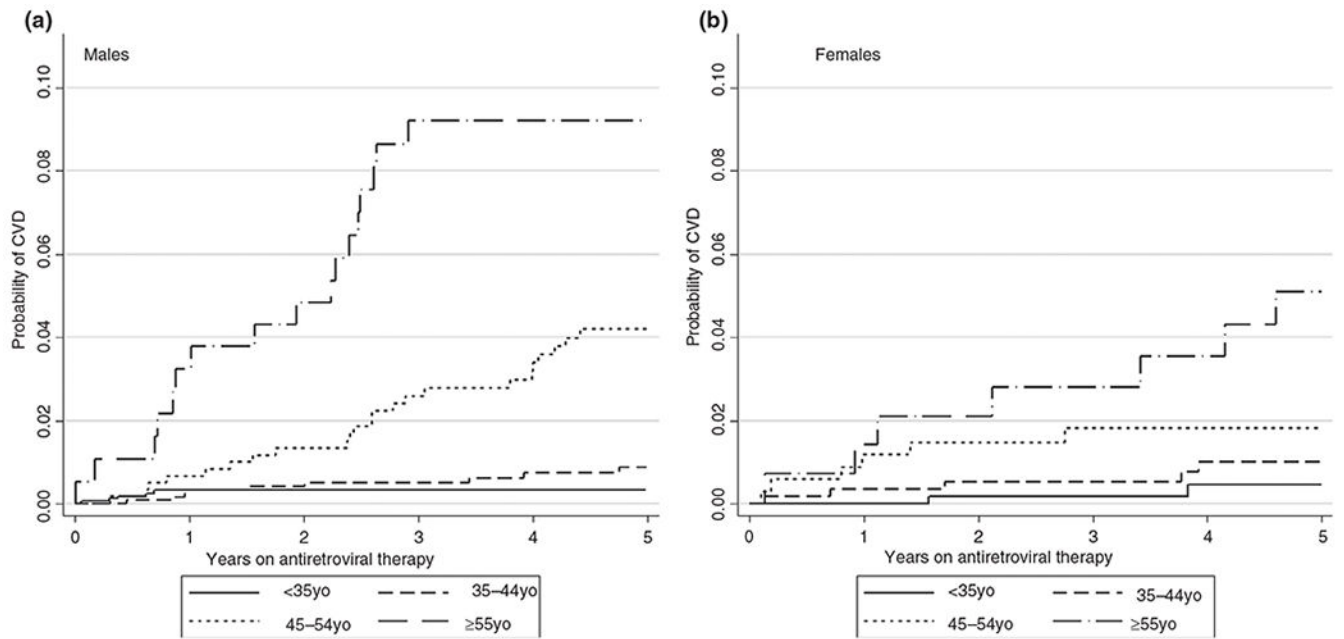 (a)
Males
Probability of CVD
0.10
0.08
0.06
0.04
0.02
0.00
0 1 2 3 4 5
Years on antiretroviral therapy
<35yo 35–44yo
45–54yo ≥55yo
(b)
Females
Probability of CVD
0.10
0.08
0.06
0.04
0.02
0.00
0 1 2 3 4 5
Years on antiretroviral therapy
<35yo 35–44yo
45–54yo ≥55yo